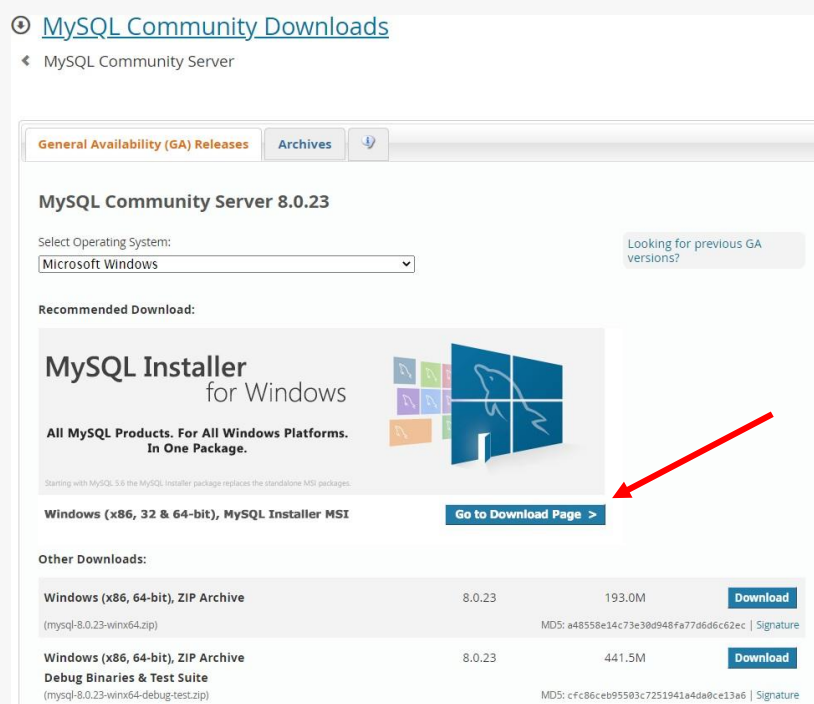 MySQL Community Downloads
MySQL Community Server
General Availability (GA) Releases
Archives
MySQL Community Server 8.0.23
Select Operating System:
Microsoft Windows
Looking for previous GA
versions?
Recommended Download:
MySQL Installer
for Windows
All MySQL Products. For All Windows Platforms.
In One Package.
Starting with MySQL 5.6 the MySQL Installer package replaces the standalone MSI packages.
Windows (x86, 32 & 64-bit), MySQL Installer MSI
Go to Download Page >
Other Downloads:
Windows (x86, 64-bit), ZIP Archive 8.0.23 193.0M Download
(mysql-8.0.23-winx64.zip) MD5: a48558e14c73e30d948fa77d6d6c62ec | Signature
Windows (x86, 64-bit), ZIP Archive 8.0.23 441.5M Download
Debug Binaries & Test Suite
(mysql-8.0.23-winx64-debug-test.zip) MD5: cfc86ceb95503c7251941a4da0ce13a6 | Signature